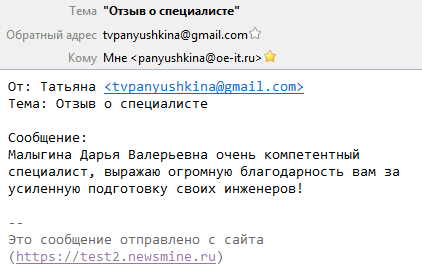 Тема "Отзыв о специалисте"
Обратный адрес tvpanyushkina@gmail.com
Кому Мне <panyushkina@oe-it.ru>
От: Татьяна <tvpanyushkina@gmail.com>
Тема: Отзыв о специалисте
Сообщение:
Малыгина Дарья Валерьевна очень компетентный
специалист, выражаю огромную благодарность вам за
усиленную подготовку своих инженеров!
--
Это сообщение отправлено с сайта
(https://test2.newsmine.ru)